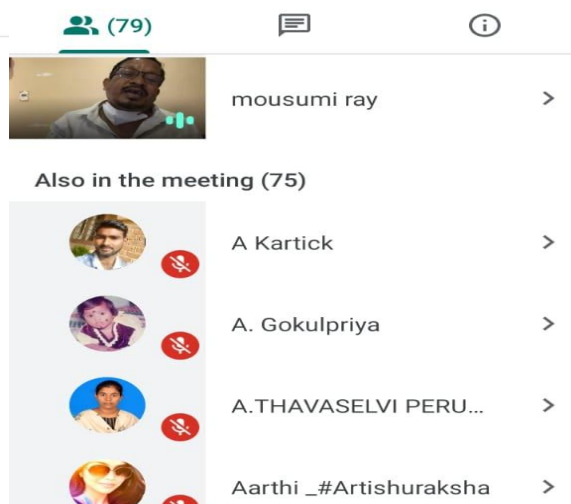 (79)
mousumi ray
Also in the meeting (75)
A Kartick
A. Gokulpriya
A.THAVASELVI PERU...
Aarthi _#Artishuraksha